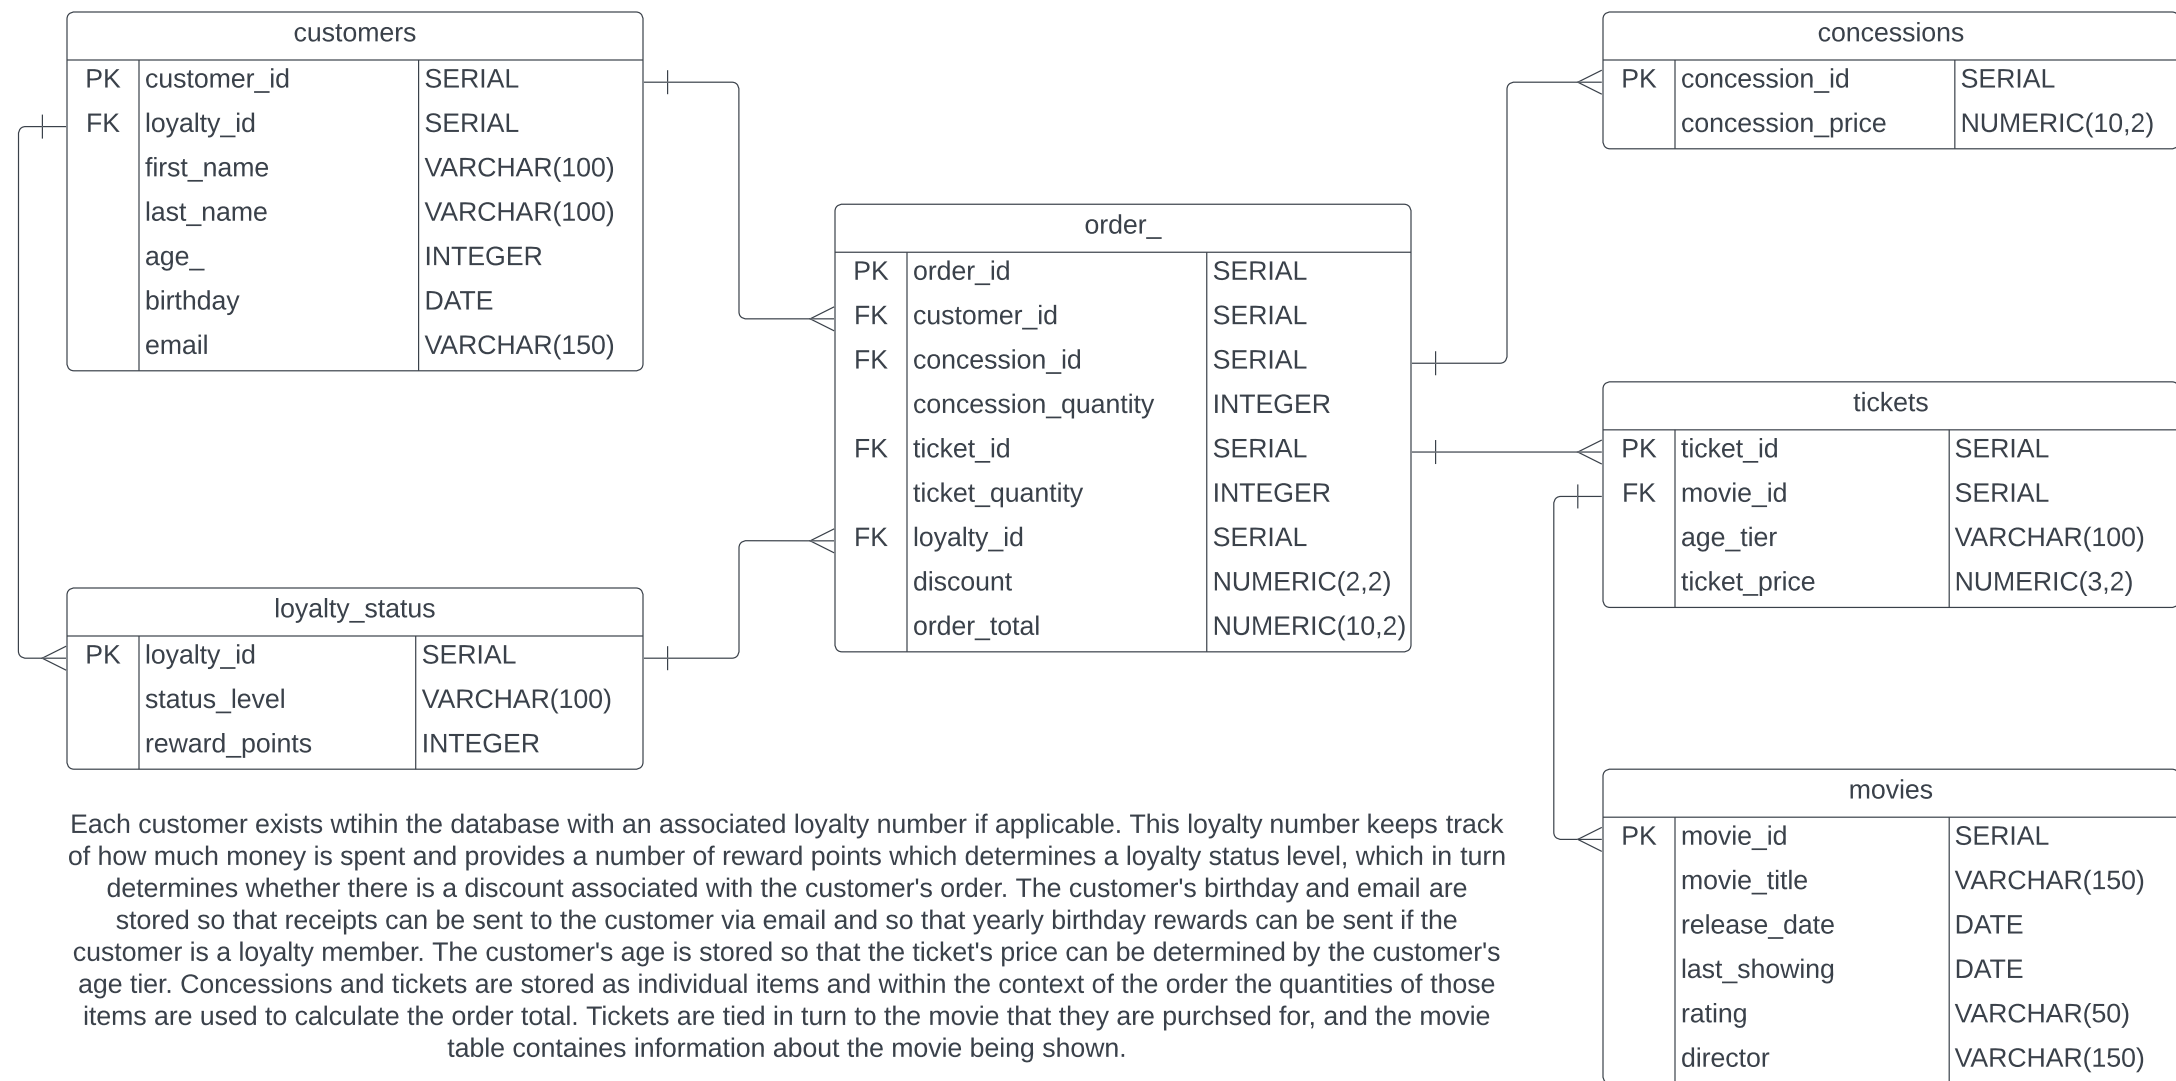 customers
PK customer_id SERIAL
FK loyalty_id SERIAL
first_name VARCHAR(100)
last_name VARCHAR(100)
age_ INTEGER
birthday DATE
email VARCHAR(150)
loyalty_status
PK loyalty_id SERIAL
status_level VARCHAR(100)
reward_points INTEGER
order_
PK order_id SERIAL
FK customer_id SERIAL
FK concession_id SERIAL
concession_quantity INTEGER
FK ticket_id SERIAL
ticket_quantity INTEGER
FK loyalty_id SERIAL
discount NUMERIC(2,2)
order_total NUMERIC(10,2)
concessions
PK concession_id SERIAL
concession_price NUMERIC(10,2)
tickets
PK ticket_id SERIAL
FK movie_id SERIAL
age_tier VARCHAR(100)
ticket_price NUMERIC(3,2)
movies
PK movie_id SERIAL
movie_title VARCHAR(150)
release_date DATE
last_showing DATE
rating VARCHAR(50)
director VARCHAR(150)
Each customer exists wtihin the database with an associated loyalty number if applicable. This loyalty number keeps track
of how much money is spent and provides a number of reward points which determines a loyalty status level, which in turn
determines whether there is a discount associated with the customer's order. The customer's birthday and email are
stored so that receipts can be sent to the customer via email and so that yearly birthday rewards can be sent if the
customer is a loyalty member. The customer's age is stored so that the ticket's price can be determined by the customer's
age tier. Concessions and tickets are stored as individual items and within the context of the order the quantities of those
items are used to calculate the order total. Tickets are tied in turn to the movie that they are purchsed for, and the movie
table containes information about the movie being shown.